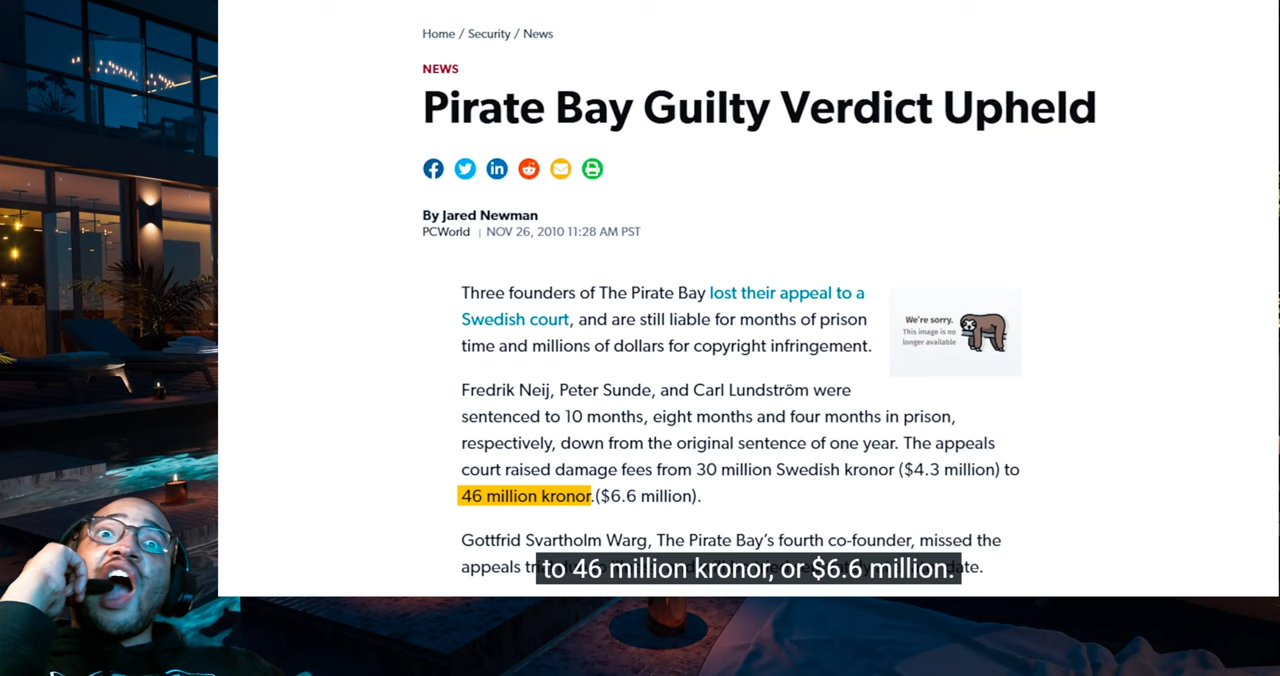 Home / Security / News
NEWS
Pirate Bay Guilty Verdict Upheld
By Jared Newman
PCWorld | NOV 26, 2010 11:28 AM PST
Three founders of The Pirate Bay lost their appeal to a
Swedish court, and are still liable for months of prison
time and millions of dollars for copyright infringement.
We're sorry.
This image is no
longer available
Fredrik Neij, Peter Sunde, and Carl Lundström were
sentenced to 10 months, eight months and four months in prison,
respectively, down from the original sentence of one year. The appeals
court raised damage fees from 30 million Swedish kronor ($4.3 million) to
46 million kronor.($6.6 million).
Gottfrid Svartholm Warg, The Pirate Bay's fourth co-founder, missed the
appeals
to 46 million kronor, or $6.6 million.